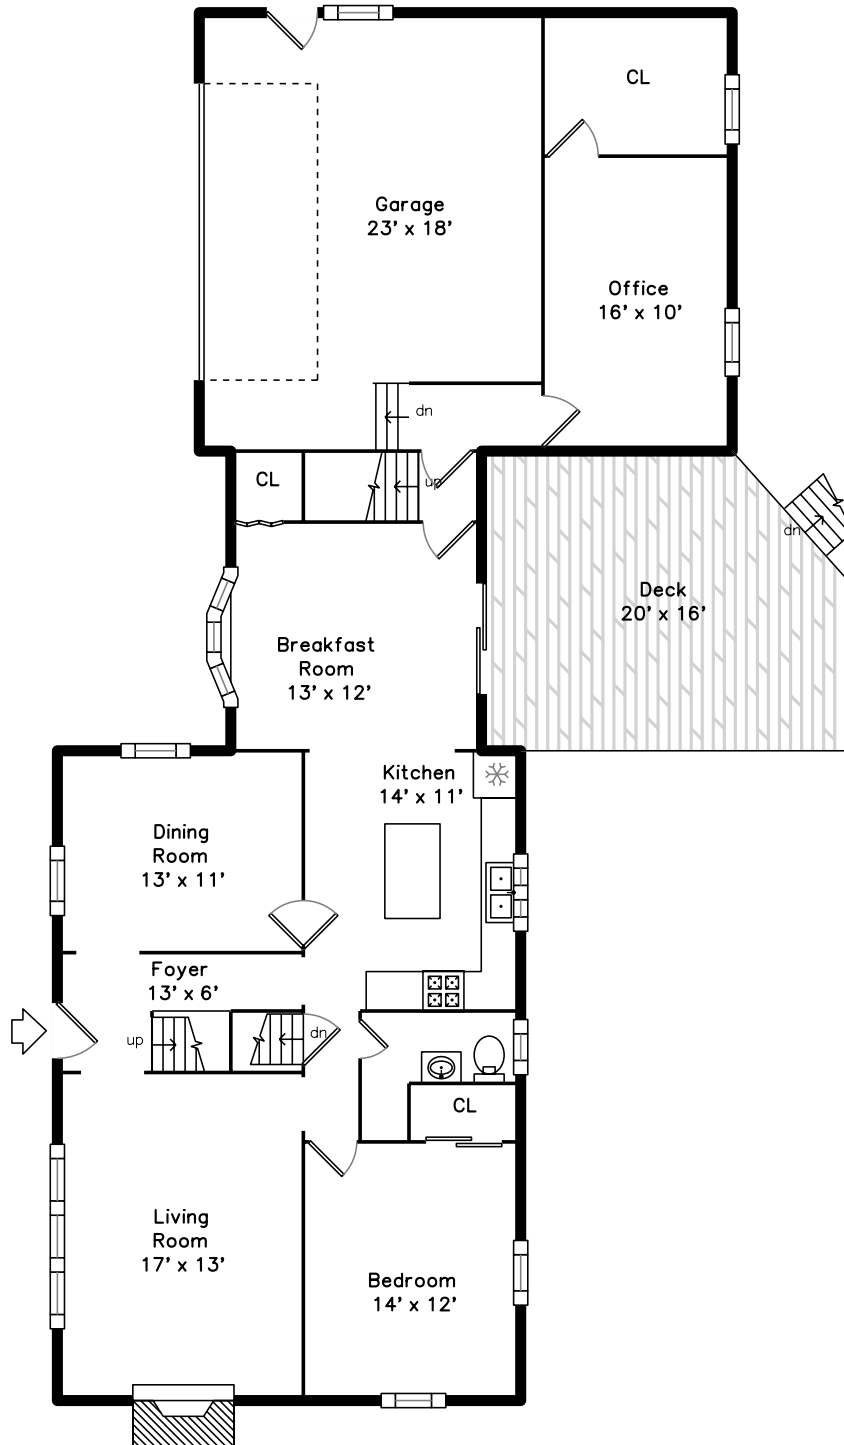 CL
Garage
23' x 18'
Office
16' x 10'
dn
CL
up
dn
Deck
20' x 16'
Breakfast
Room
13' x 12'
Kitchen
14' x 11'
Dining
Room
13' x 11'
Foyer
13' x 6'
up
dn
CL
Living
Room
17' x 13'
Bedroom
14' x 12'